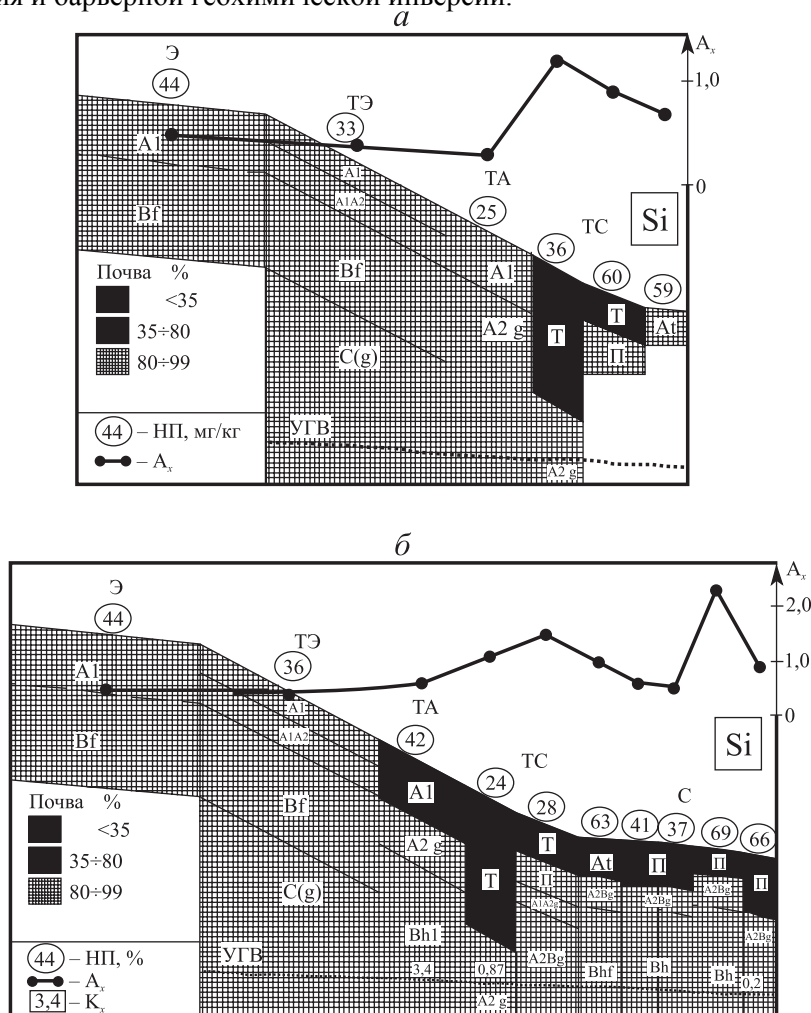 ия и барьерной геохимической инверсии.
а
Э
44
ТЭ
33
ТА
25
ТС
36
60
59
Aₓ
1,0
0
Si
A1
Bf
A1
A1A2
Bf
C(g)
A1
A2 g
T
T
П
At
УГВ
A2 g
Почва %
<35
35÷80
80÷99
44 – НП, мг/кг
– Aₓ
б
Э
44
ТЭ
36
ТА
42
ТС
24
28
С
63
41
37
69
66
Aₓ
2,0
1,0
0
Si
A1
Bf
A1
A1A2
Bf
C(g)
A1
A2 g
Bh1
3,4
T
0,87
A2 g
T
П
A1A2g
A2Bg
At
A2Bg
Bhf
П
A2Bg
Bh
П
A2Bg
Bh
П
A2Bg
0,2
УГВ
Почва %
<35
35÷80
80÷99
44 – НП, %
– Aₓ
3,4 – Kₓ